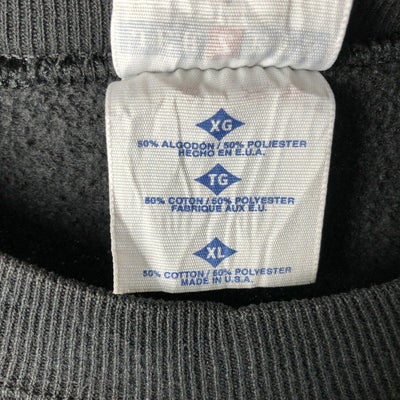 XG
50% ALGODÓN / 50% POLIESTER
HECHO EN E.U.A.
TG
50% COTON / 50% POLYESTER
FABRIQUE AUX E.U.
XL
50% COTTON / 50% POLYESTER
MADE IN U.S.A.